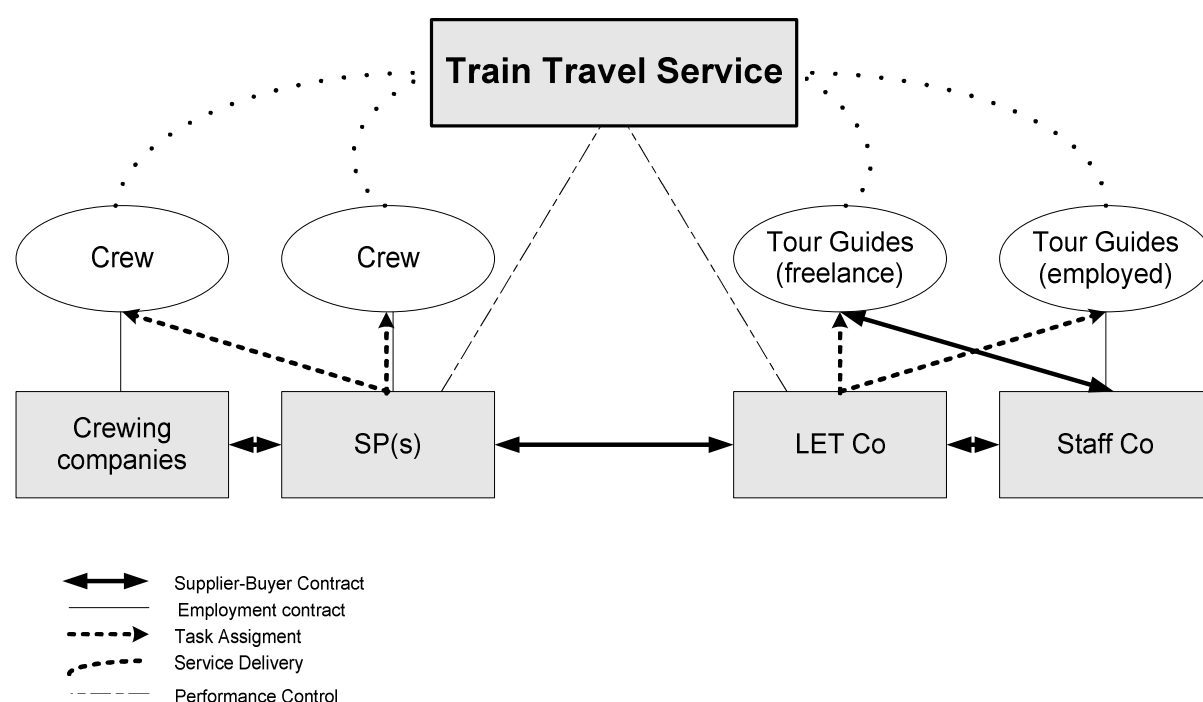 Train Travel Service
Crew
Crew
Tour Guides
(freelance)
Tour Guides
(employed)
Crewing
companies
SP(s)
LET Co
Staff Co
Supplier-Buyer Contract
Employment contract
Task Assigment
Service Delivery
Performance Control